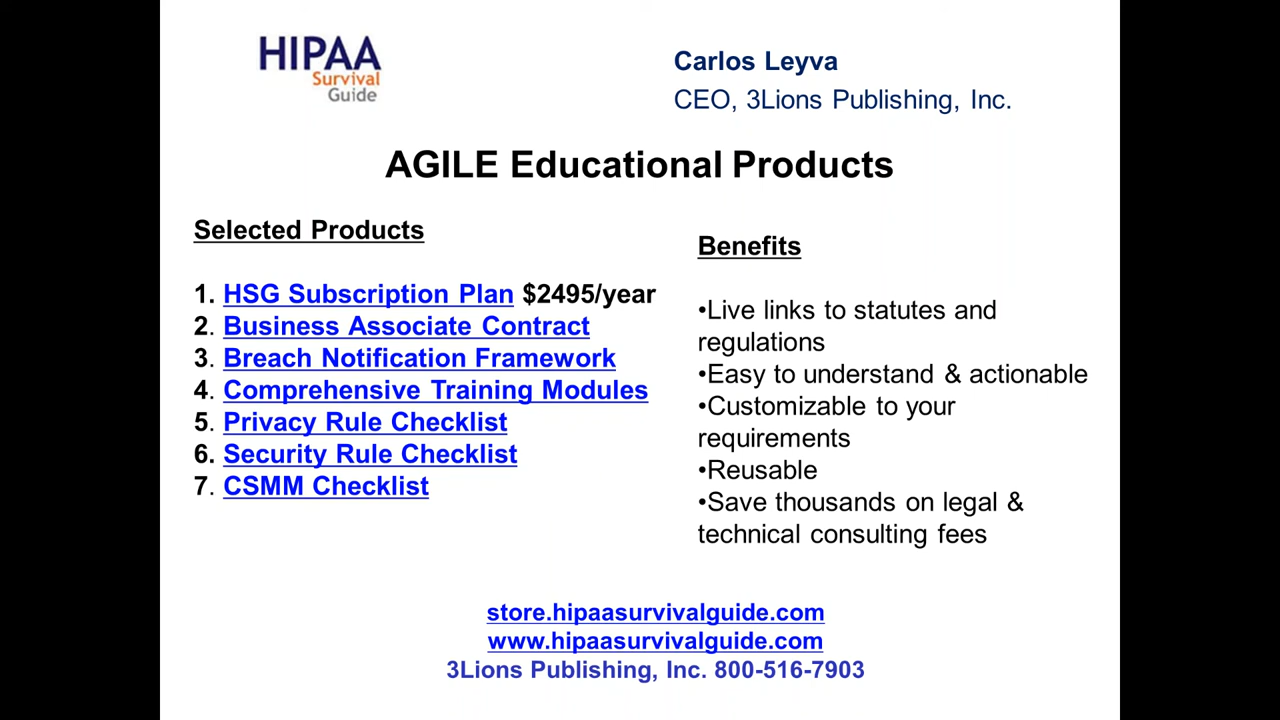 HIPAA
Survival
Guide
Carlos Leyva
CEO, 3Lions Publishing, Inc.
AGILE Educational Products
Selected Products
1. HSG Subscription Plan $2495/year
2. Business Associate Contract
3. Breach Notification Framework
4. Comprehensive Training Modules
5. Privacy Rule Checklist
6. Security Rule Checklist
7. CSMM Checklist
Benefits
•Live links to statutes and
regulations
•Easy to understand & actionable
•Customizable to your
requirements
•Reusable
•Save thousands on legal &
technical consulting fees
store.hipaasurvivalguide.com
www.hipaasurvivalguide.com
3Lions Publishing, Inc. 800-516-7903